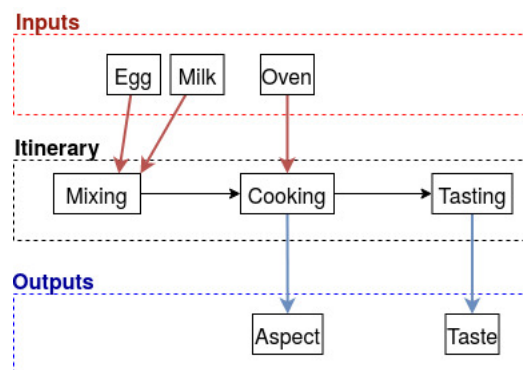 Inputs
Egg
Milk
Oven
Itinerary
Mixing
Cooking
Tasting
Outputs
Aspect
Taste